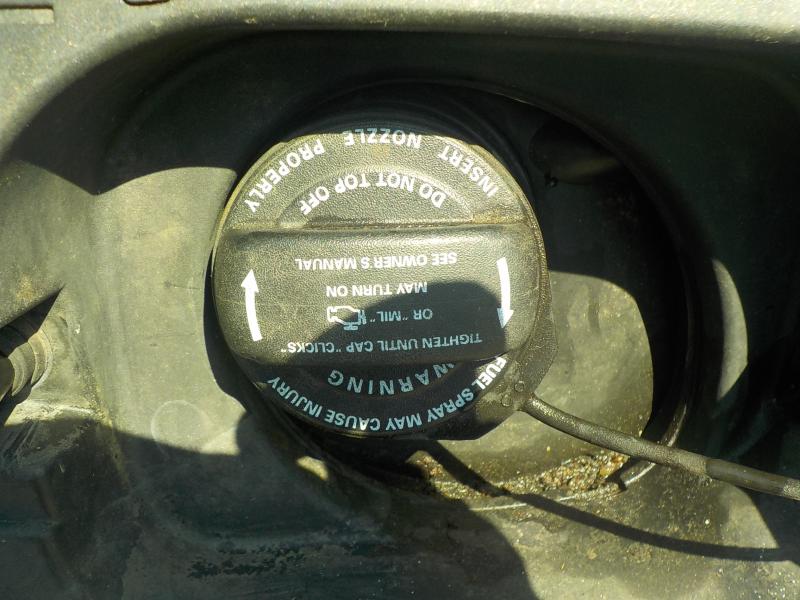 FUEL SPRAY MAY CAUSE INJURY
WARNING
TIGHTEN UNTIL CAP "CLICKS"
OR "MIL"
MAY TURN ON
SEE OWNER'S MANUAL
DO NOT TOP OFF
INSERT NOZZLE PROPERLY